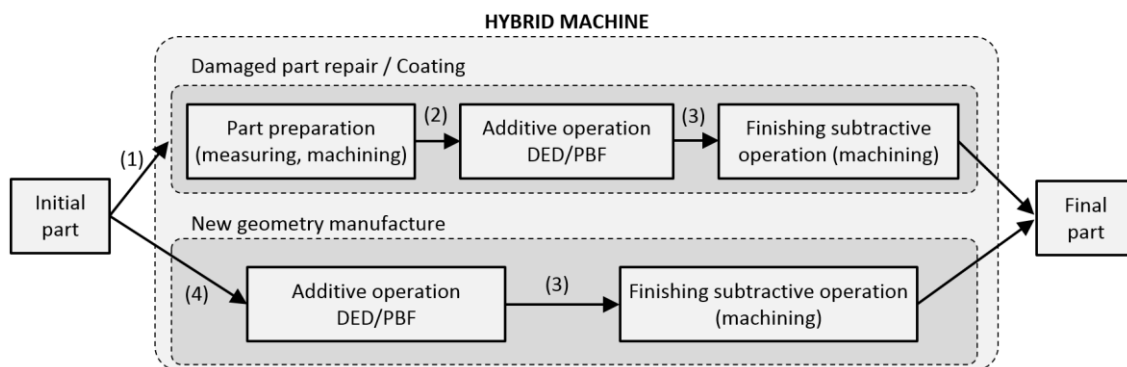 HYBRID MACHINE
Damaged part repair / Coating
(1)
Part preparation
(measuring, machining)
(2)
Additive operation
DED/PBF
(3)
Finishing subtractive
operation (machining)
Initial
part
Final
part
New geometry manufacture
(4)
Additive operation
DED/PBF
(3)
Finishing subtractive operation
(machining)